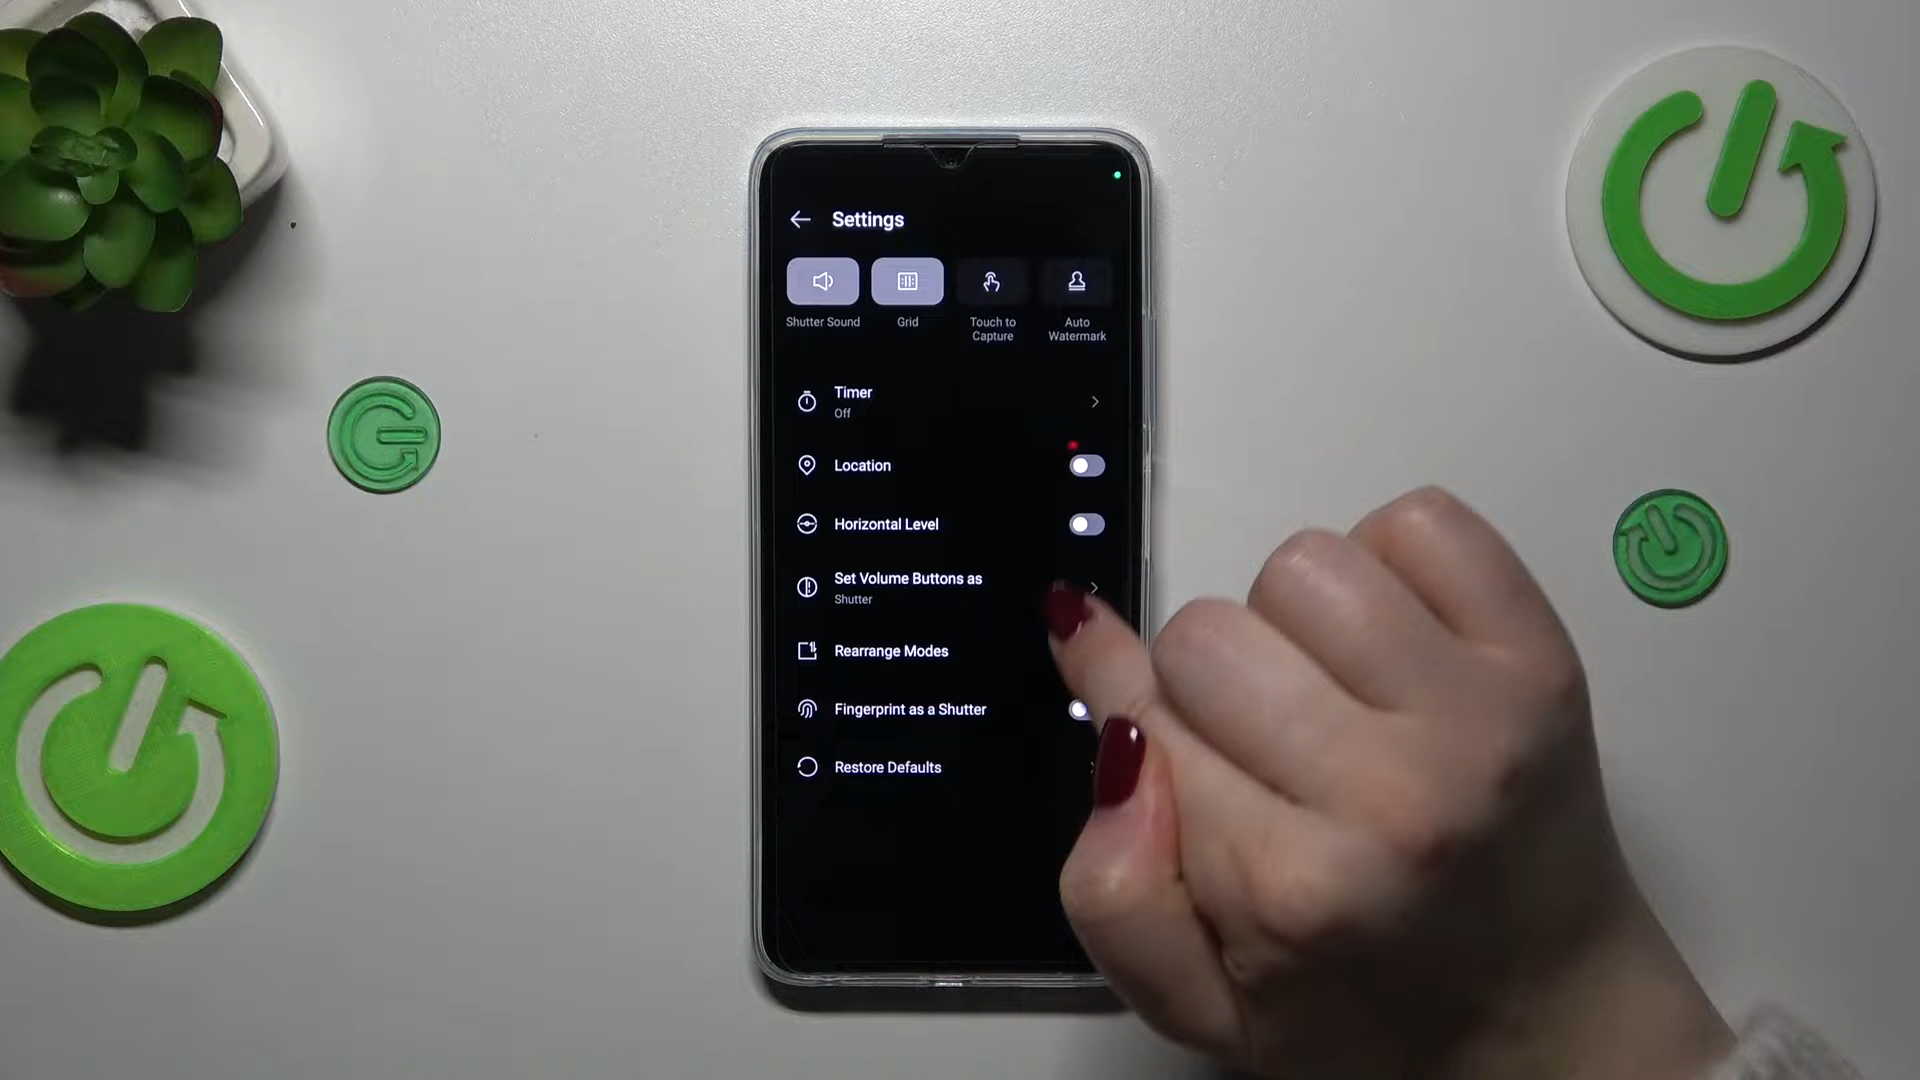 Settings
Shutter Sound
Grid
Touch to
Capture
Auto
Watermark
Timer
Off
Location
Horizontal Level
Set Volume Buttons as
Shutter
Rearrange Modes
Fingerprint as a Shutter
Restore Defaults